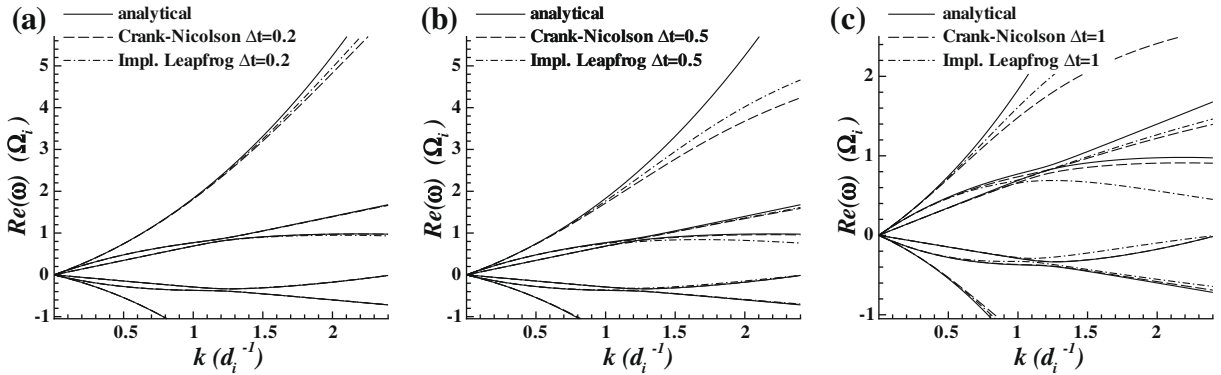 (a)
analytical
Crank-Nicolson Δt=0.2
Impl. Leapfrog Δt=0.2
5
4
3
2
1
0
-1
Re(ω) (Ωᵢ)
0.5
1
1.5
2
k (dᵢ⁻¹)
(b)
analytical
Crank-Nicolson Δt=0.5
Impl. Leapfrog Δt=0.5
5
4
3
2
1
0
-1
Re(ω) (Ωᵢ)
0.5
1
1.5
2
k (dᵢ⁻¹)
(c)
analytical
Crank-Nicolson Δt=1
Impl. Leapfrog Δt=1
2
1
0
-1
Re(ω) (Ωᵢ)
0.5
1
1.5
2
k (dᵢ⁻¹)